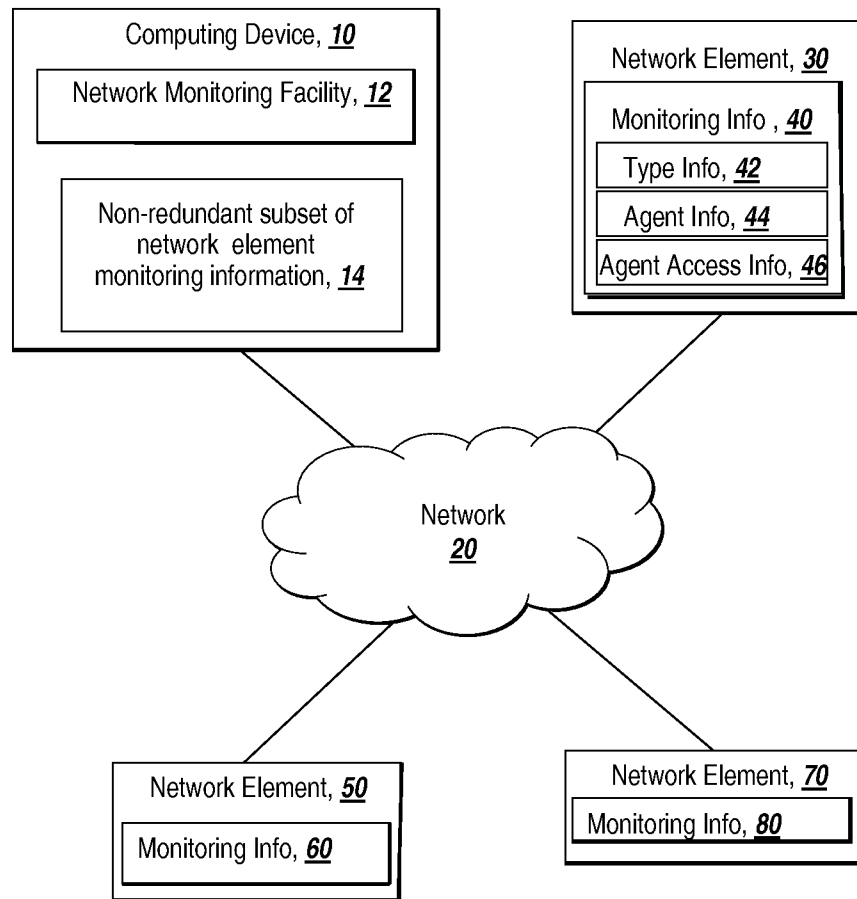 Computing Device, 10
Network Monitoring Facility, 12
Non-redundant subset of
network element
monitoring information, 14
Network Element, 30
Monitoring Info , 40
Type Info, 42
Agent Info, 44
Agent Access Info, 46
Network
20
Network Element, 50
Monitoring Info, 60
Network Element, 70
Monitoring Info, 80